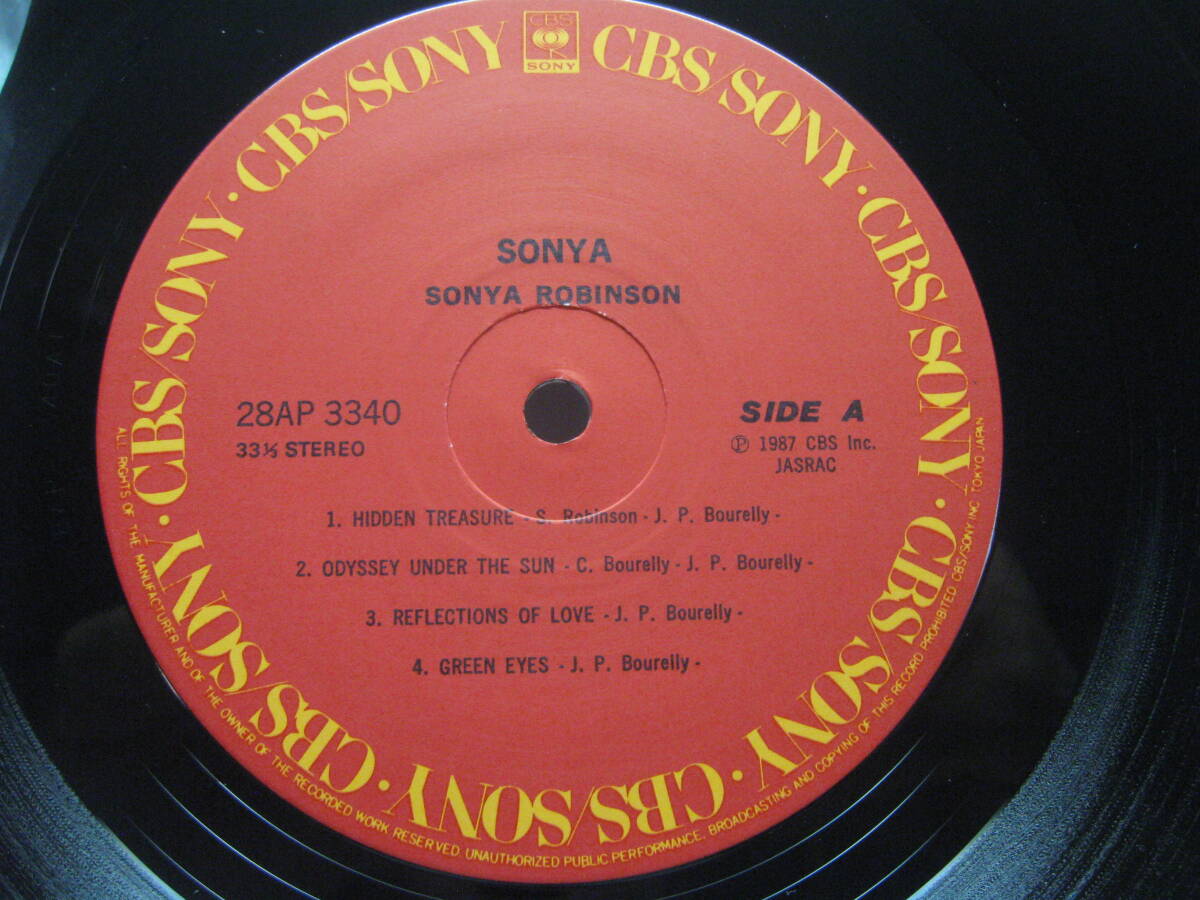 CBS
SONY
CBS/SONY · CBS/SONY · CBS/SONY · CBS/SONY · CBS/SONY · CBS/SONY · CBS/SONY · CBS/SONY · CBS/SONY · CBS/SONY
SONYA
SONYA ROBINSON
28AP 3340
33⅓ STEREO
SIDE A
Ⓟ 1987 CBS Inc.
JASRAC
1. HIDDEN TREASURE - S. Robinson - J. P. Bourelly -
2. ODYSSEY UNDER THE SUN - C. Bourelly - J. P. Bourelly -
3. REFLECTIONS OF LOVE - J. P. Bourelly -
4. GREEN EYES - J. P. Bourelly -
ALL RIGHTS OF THE MANUFACTURER AND OF THE OWNER OF THE RECORDED WORK RESERVED. UNAUTHORIZED PUBLIC PERFORMANCE, BROADCASTING AND COPYING OF THIS RECORD PROHIBITED CBS/SONY INC. TOKYO JAPAN